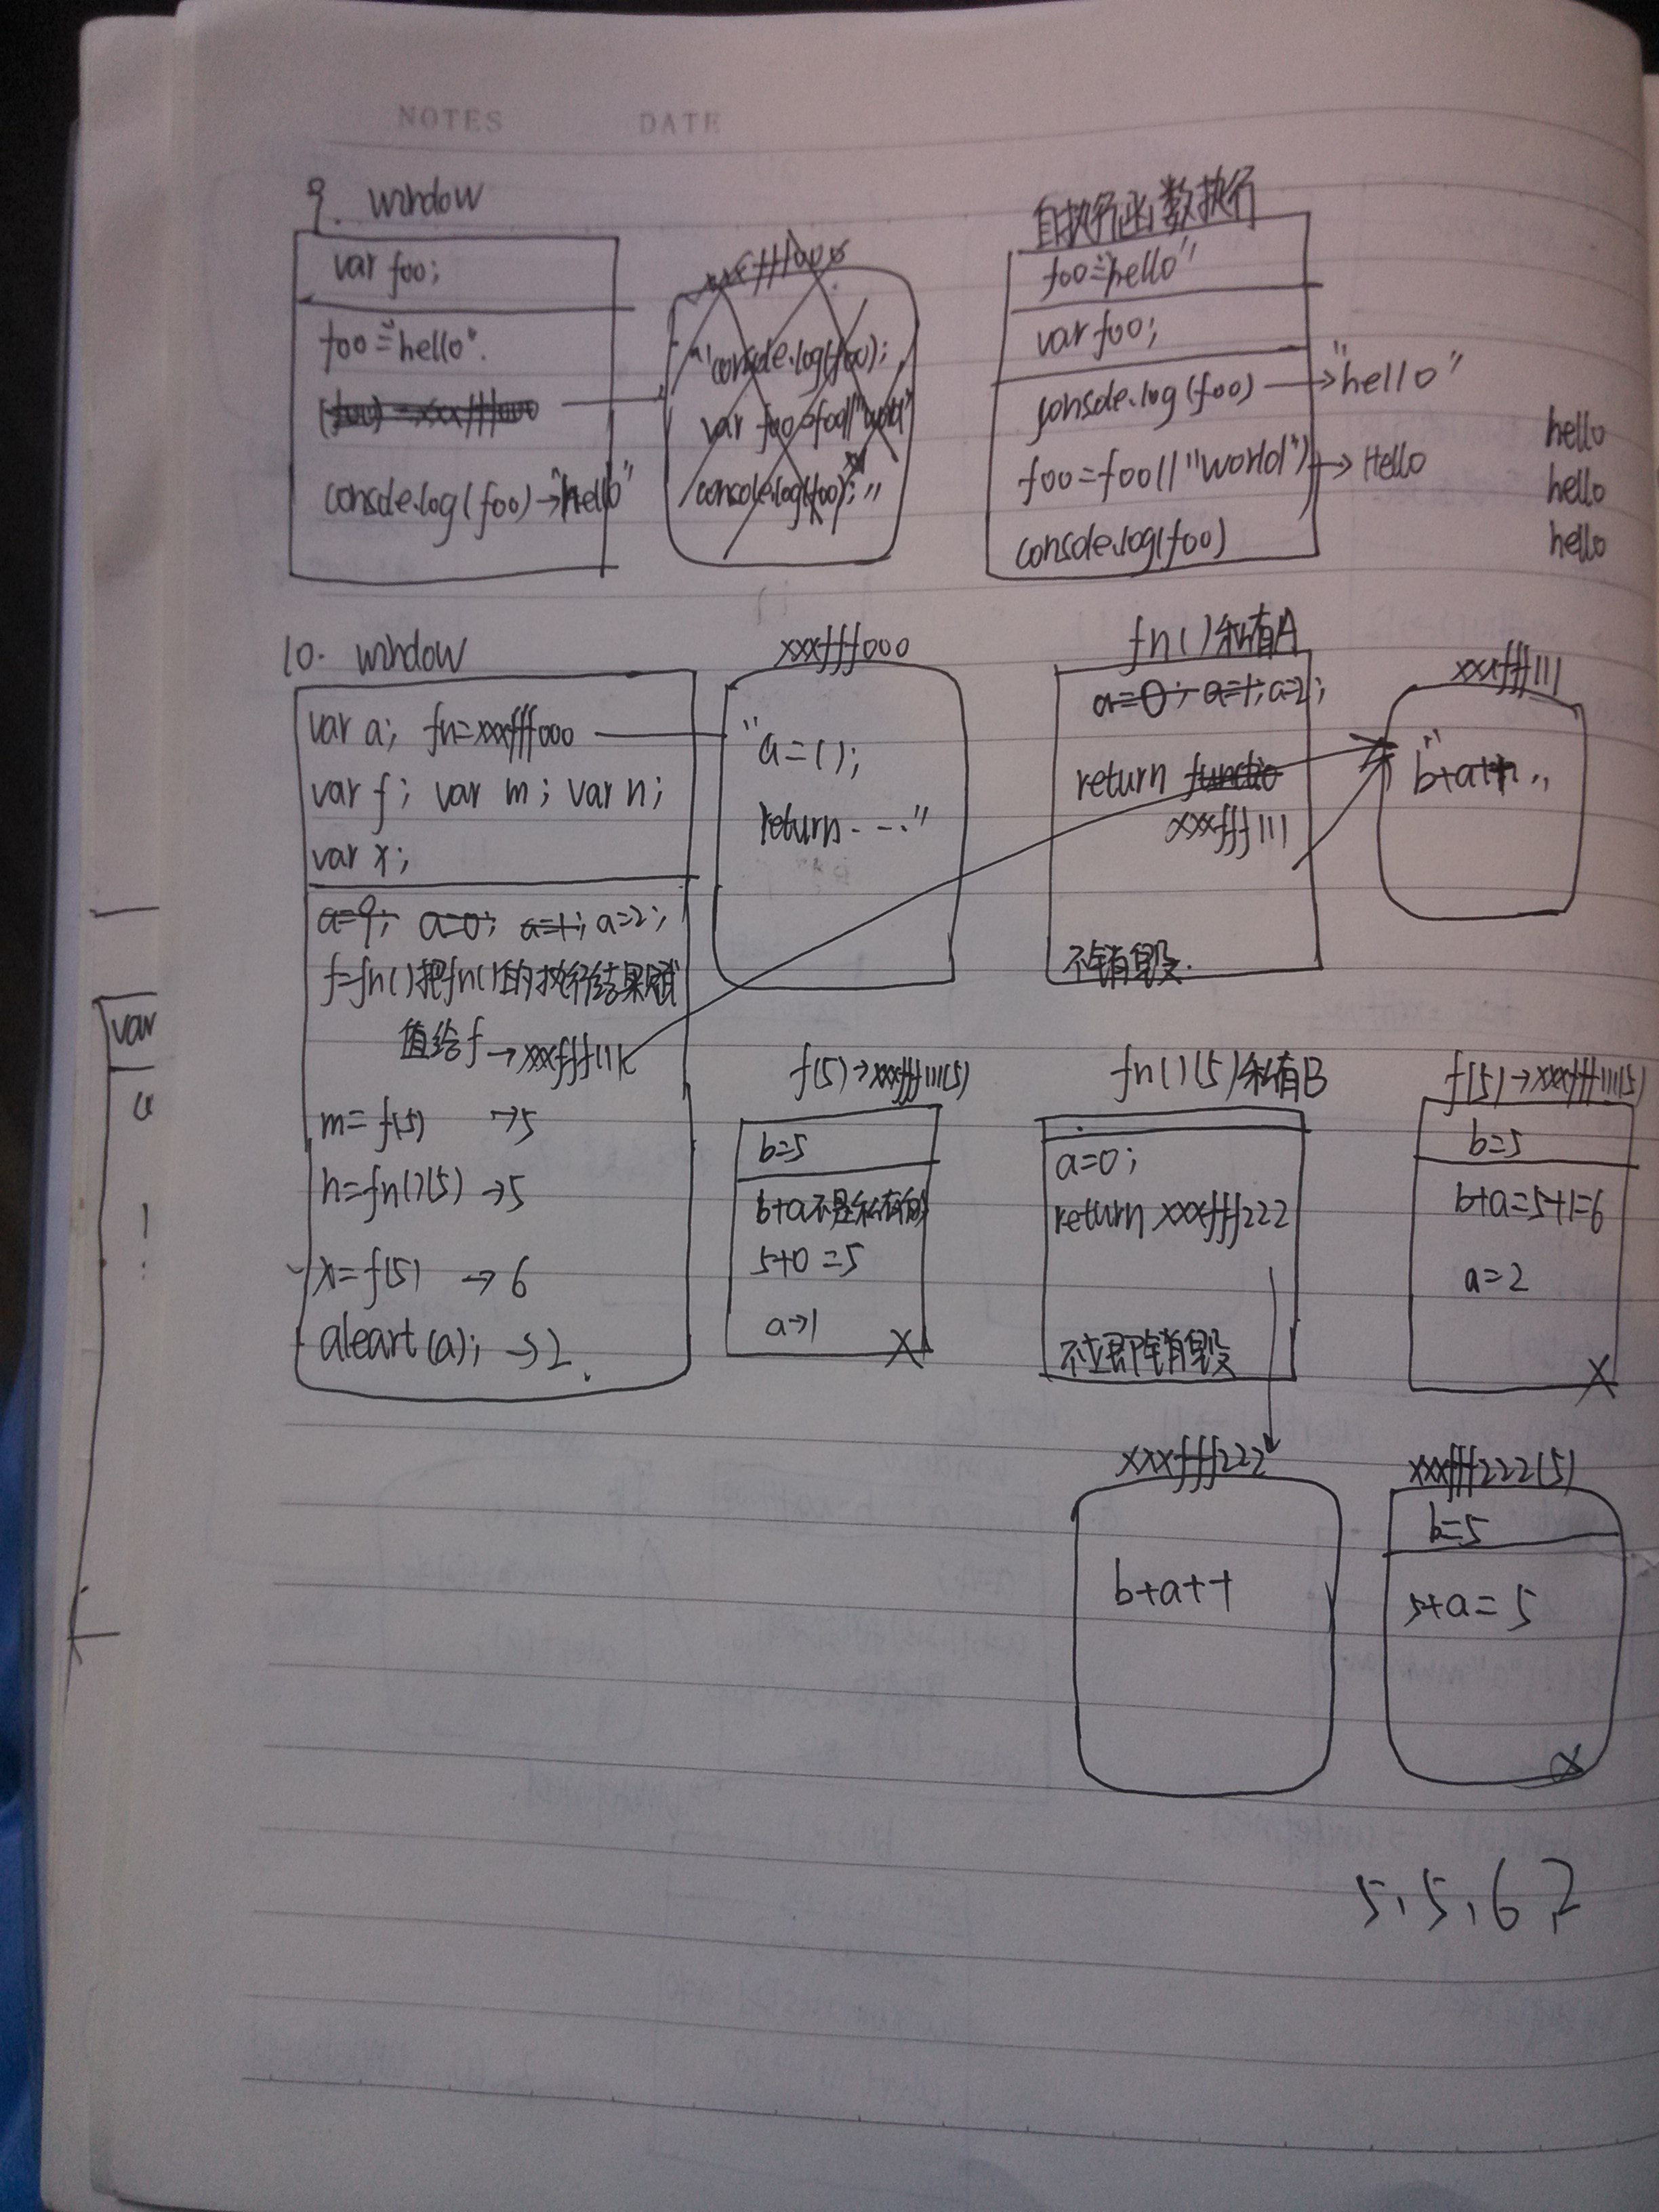 NOTES DATE
9. window
var foo;
foo="hello".
console.log(foo)→"hello"
xxxfff000
"console.log(foo);
var foo=foo||"world"
console.log(foo);"
自执行函数执行
foo="hello"
var foo;
console.log(foo)→"hello"
foo=foo||"world")→Hello
console.log(foo)
hello
hello
hello
10. window
var a; fn=xxxfff000
var f; var m; var n;
var x;
a=9; a=0; a=1; a=2;
f=fn()把fn()的执行结果赋
值给f→xxxfff111
m=f(5) →5
n=fn()(5) →5
x=f(5) →6
aleart(a); →2.
xxxfff000
"a=();
return---"
fn()私有A
a=0; a=1; a=2;
return functio
xxxfff111
不销毁.
xxxfff111
"b+a++"
f(5)→xxxfff111(5)
b=5
b+a不是私有的
5+0=5
a→1
X
fn()(5)私有B
a=0;
return xxxfff222
不立即销毁
f(5)→xxxfff111(5)
b=5
b+a=5+1=6
a=2
X
xxxfff222
b+a++
xxxfff222(5)
b=5
5+a=5
X
5,5,6,2
var